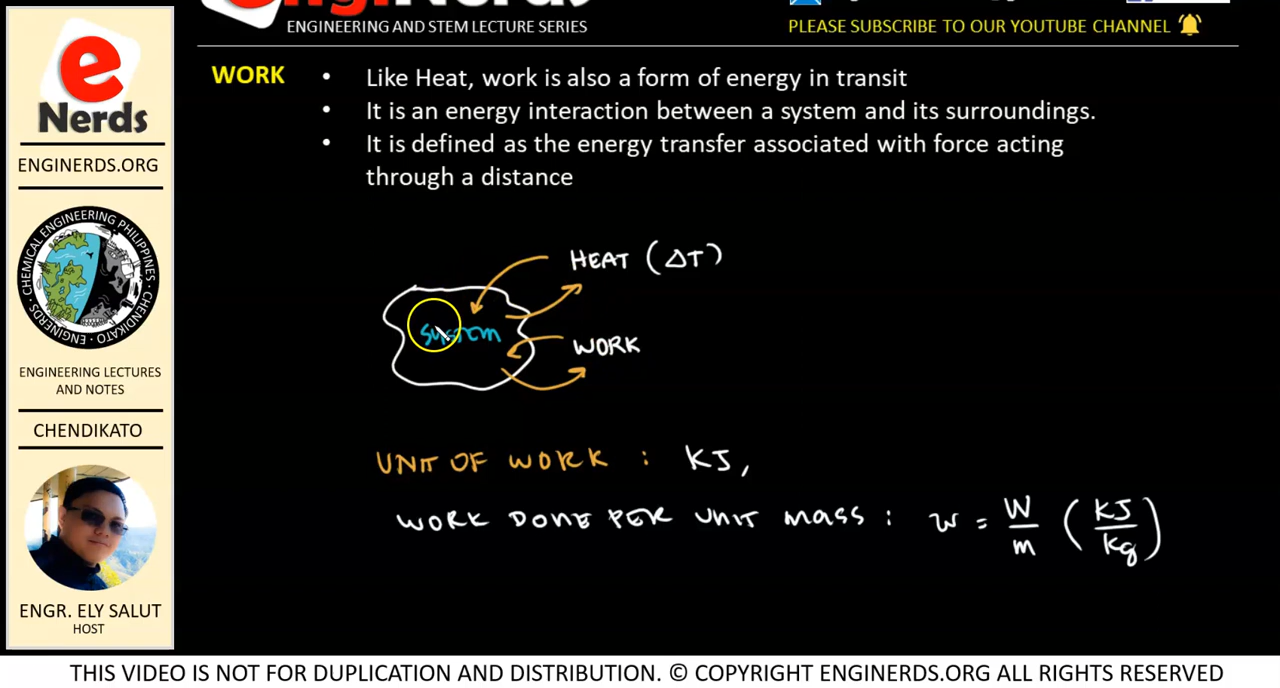 EngiNerds
ENGINEERING AND STEM LECTURE SERIES
PLEASE SUBSCRIBE TO OUR YOUTUBE CHANNEL
e
Nerds
ENGINERDS.ORG
CHEMICAL ENGINEERING PHILIPPINES • CHENDIKATO • ENGINERDS •
ENGINEERING LECTURES
AND NOTES
CHENDIKATO
ENGR. ELY SALUT
HOST
WORK
• Like Heat, work is also a form of energy in transit
• It is an energy interaction between a system and its surroundings.
• It is defined as the energy transfer associated with force acting
through a distance
HEAT (ΔT)
system
WORK
UNIT OF WORK : KJ,
WORK DONE PER UNIT MASS : w = W/m (KJ/kg)
THIS VIDEO IS NOT FOR DUPLICATION AND DISTRIBUTION. © COPYRIGHT ENGINERDS.ORG ALL RIGHTS RESERVED